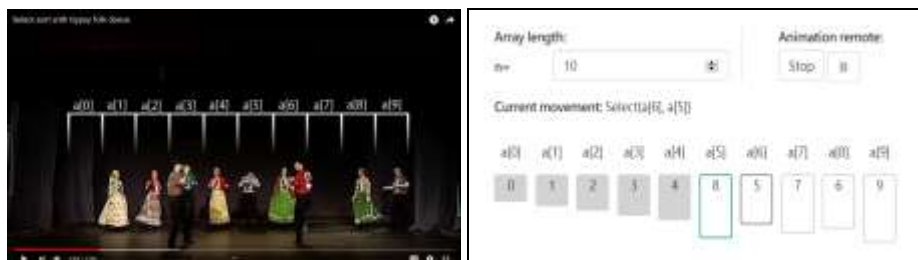 Select sort with Gypsy folk dance
a[0] a[1] a[2] a[3] a[4] a[5] a[6] a[7] a[8] a[9]
Array length:
n= 10
Animation remote:
Stop
Current movement: Select(a[6], a[5])
a[0] a[1] a[2] a[3] a[4] a[5] a[6] a[7] a[8] a[9]
0 1 2 3 4 8 5 7 6 9